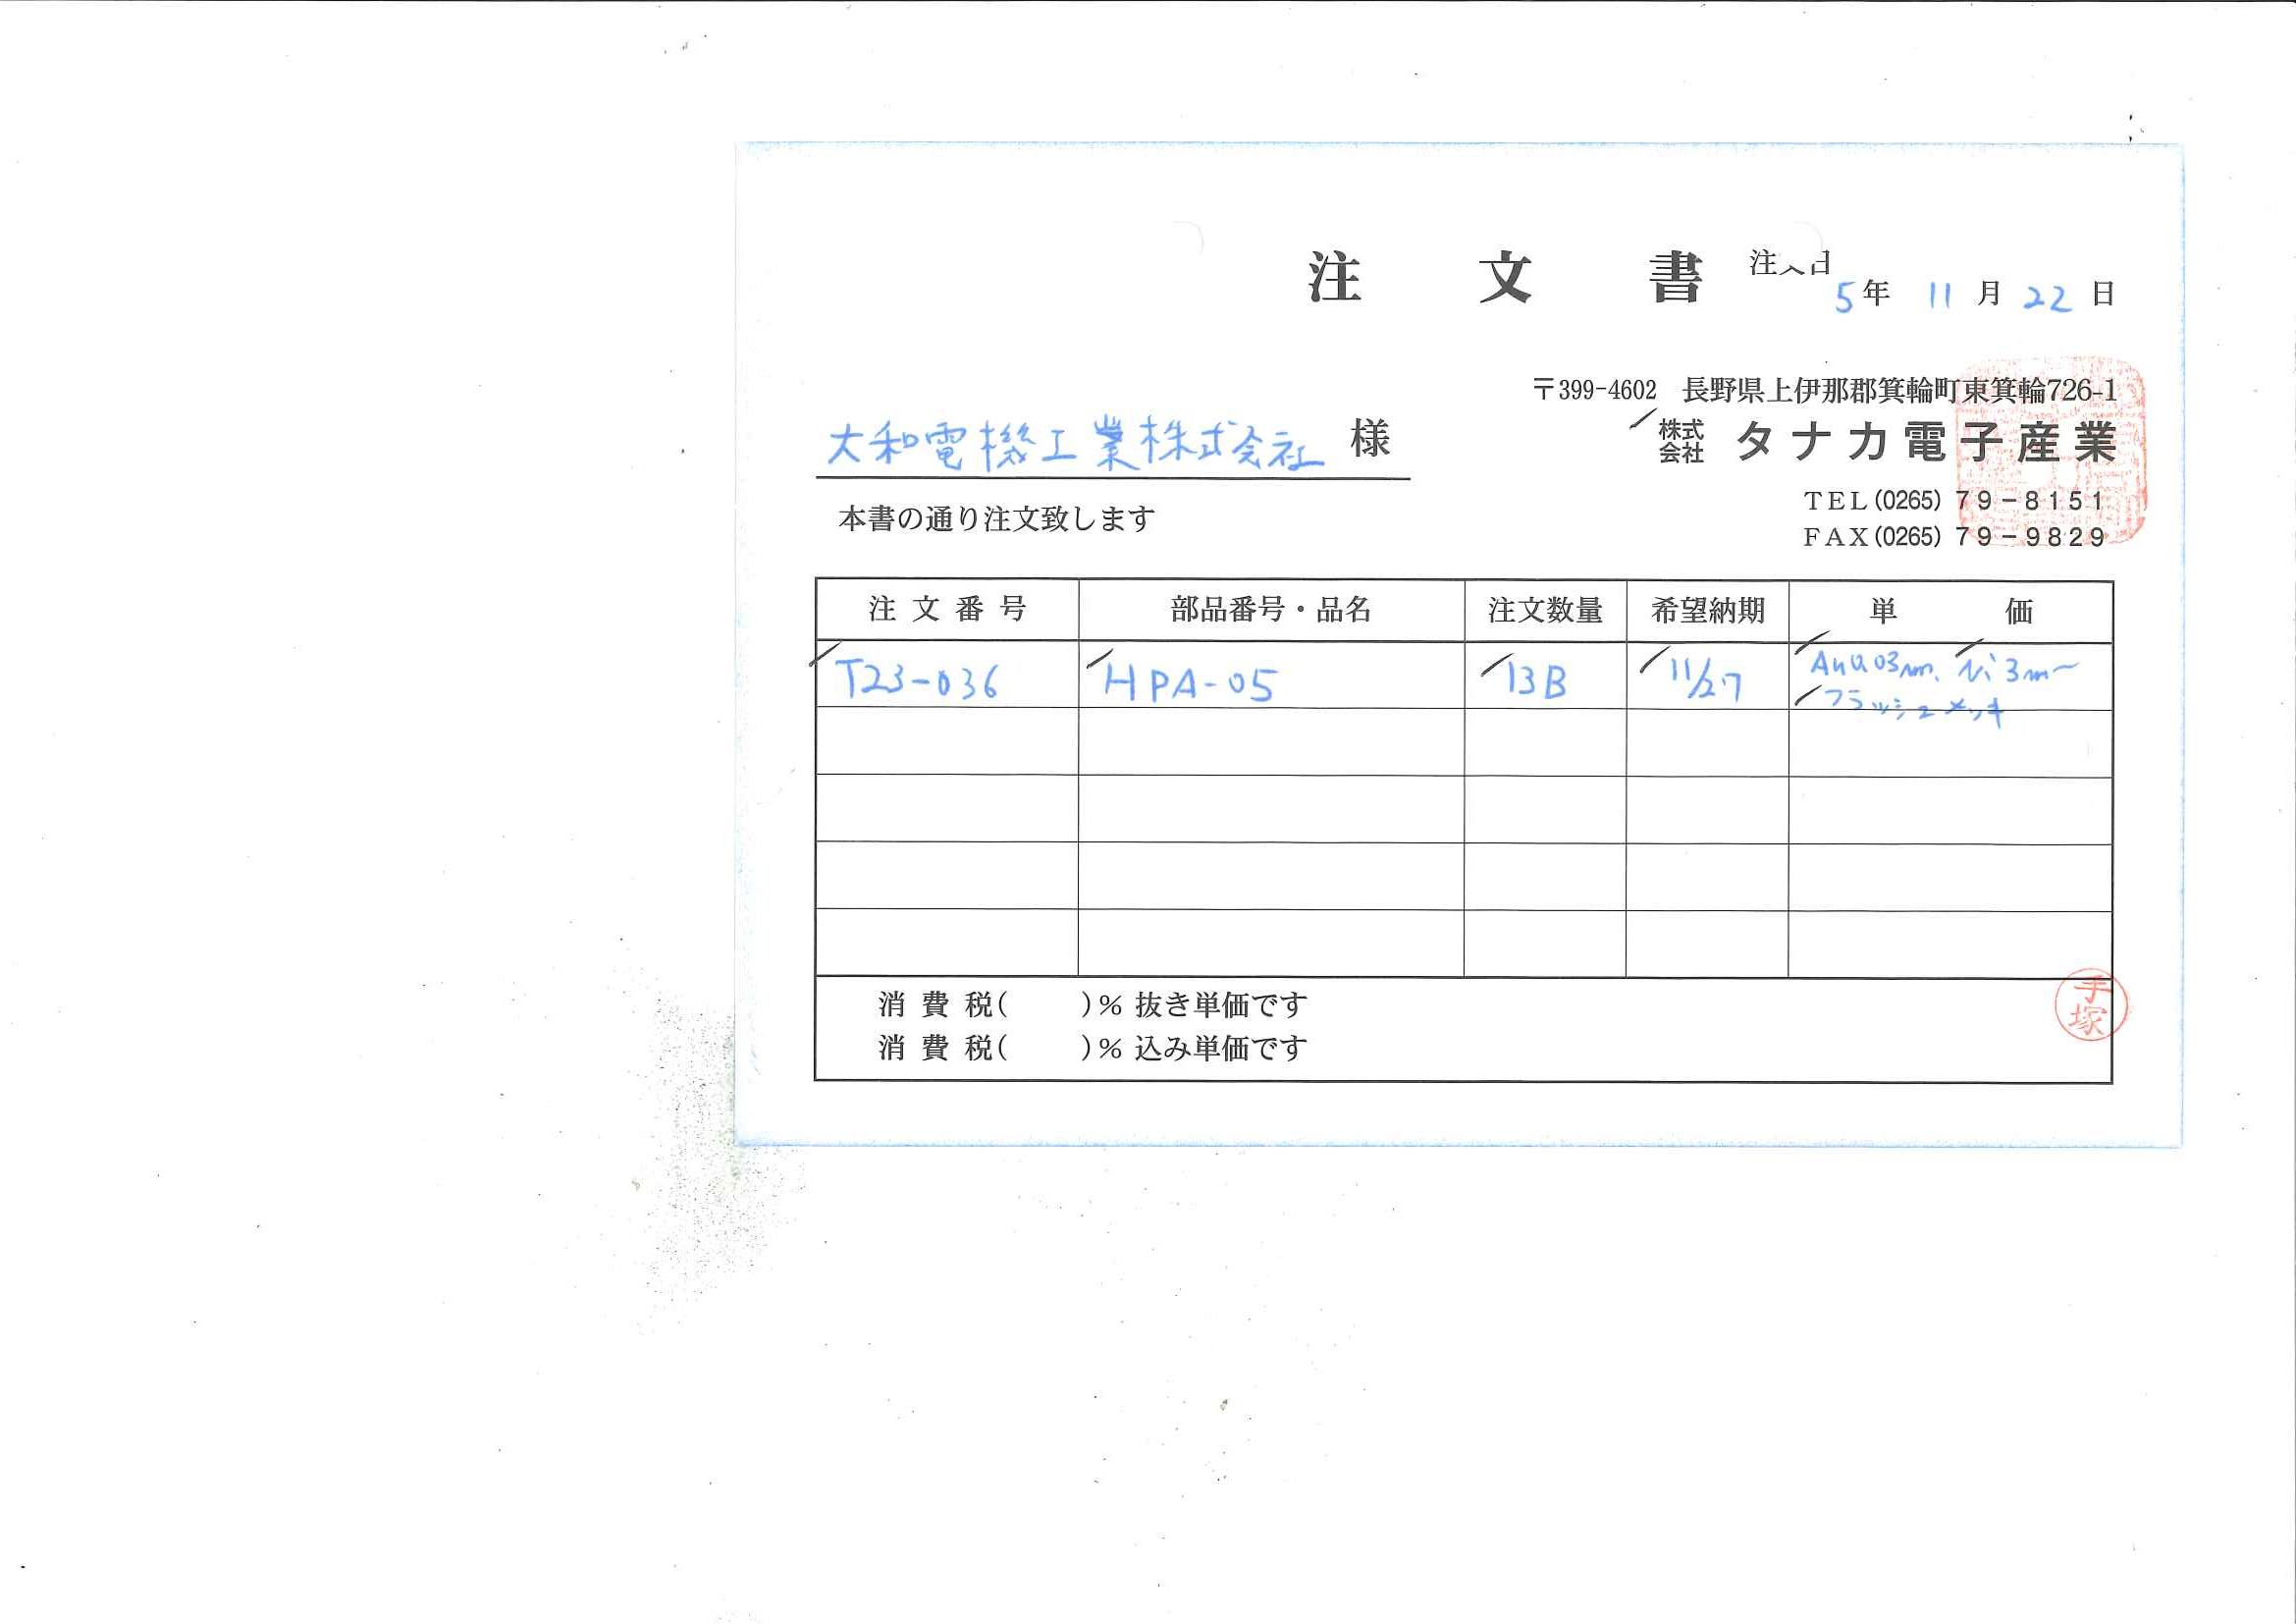 注文書 注文日
5年 11月 22日
〒399-4602 長野県上伊那郡箕輪町東箕輪726-1
大和電機工業株式会社 様
株式会社 タナカ電子産業
本書の通り注文致します
TEL(0265) 79-8151
FAX(0265) 79-9829
注文番号 部品番号・品名 注文数量 希望納期 単価
T23-036 HPA-05 13B 11/27 Au0.03μm、Ni3μm〜
フラッシュメッキ
消費税( )% 抜き単価です
消費税( )% 込み単価です
手塚